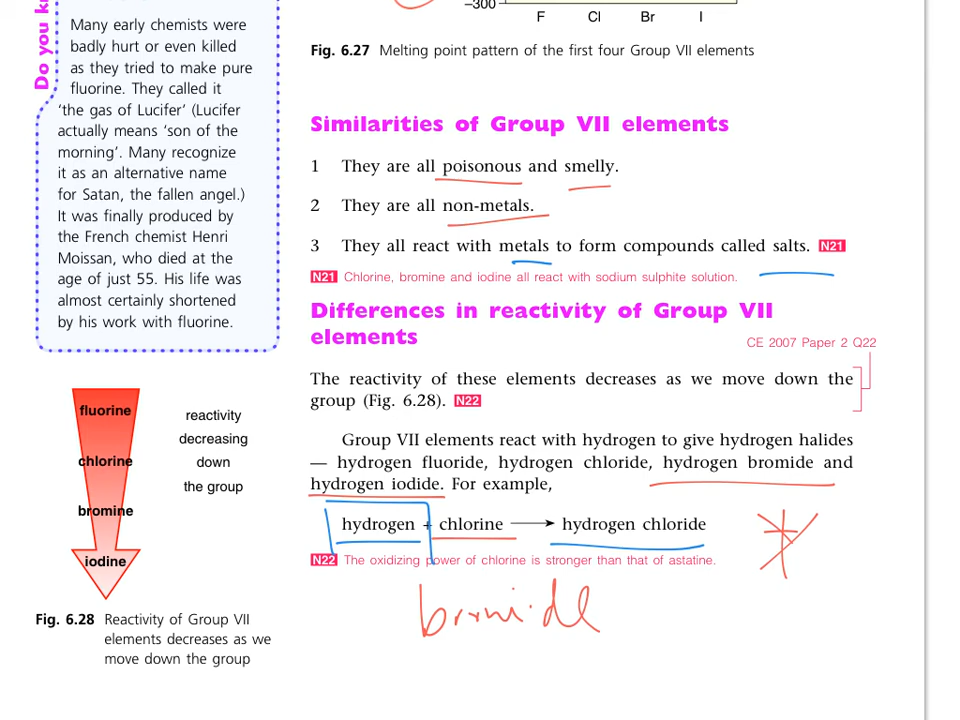 Do you k
Many early chemists were
badly hurt or even killed
as they tried to make pure
fluorine. They called it
‘the gas of Lucifer’ (Lucifer
actually means ‘son of the
morning’. Many recognize
it as an alternative name
for Satan, the fallen angel.)
It was finally produced by
the French chemist Henri
Moissan, who died at the
age of just 55. His life was
almost certainly shortened
by his work with fluorine.
fluorine
chlorine
bromine
iodine
reactivity
decreasing
down
the group
Fig. 6.28 Reactivity of Group VII
elements decreases as we
move down the group
–300
F Cl Br I
Fig. 6.27 Melting point pattern of the first four Group VII elements
Similarities of Group VII elements
1 They are all poisonous and smelly.
2 They are all non-metals.
3 They all react with metals to form compounds called salts. N21
N21 Chlorine, bromine and iodine all react with sodium sulphite solution.
Differences in reactivity of Group VII
elements
CE 2007 Paper 2 Q22
The reactivity of these elements decreases as we move down the
group (Fig. 6.28). N22
Group VII elements react with hydrogen to give hydrogen halides
— hydrogen fluoride, hydrogen chloride, hydrogen bromide and
hydrogen iodide. For example,
hydrogen + chlorine ⟶ hydrogen chloride
N22 The oxidizing power of chlorine is stronger than that of astatine.
bromide